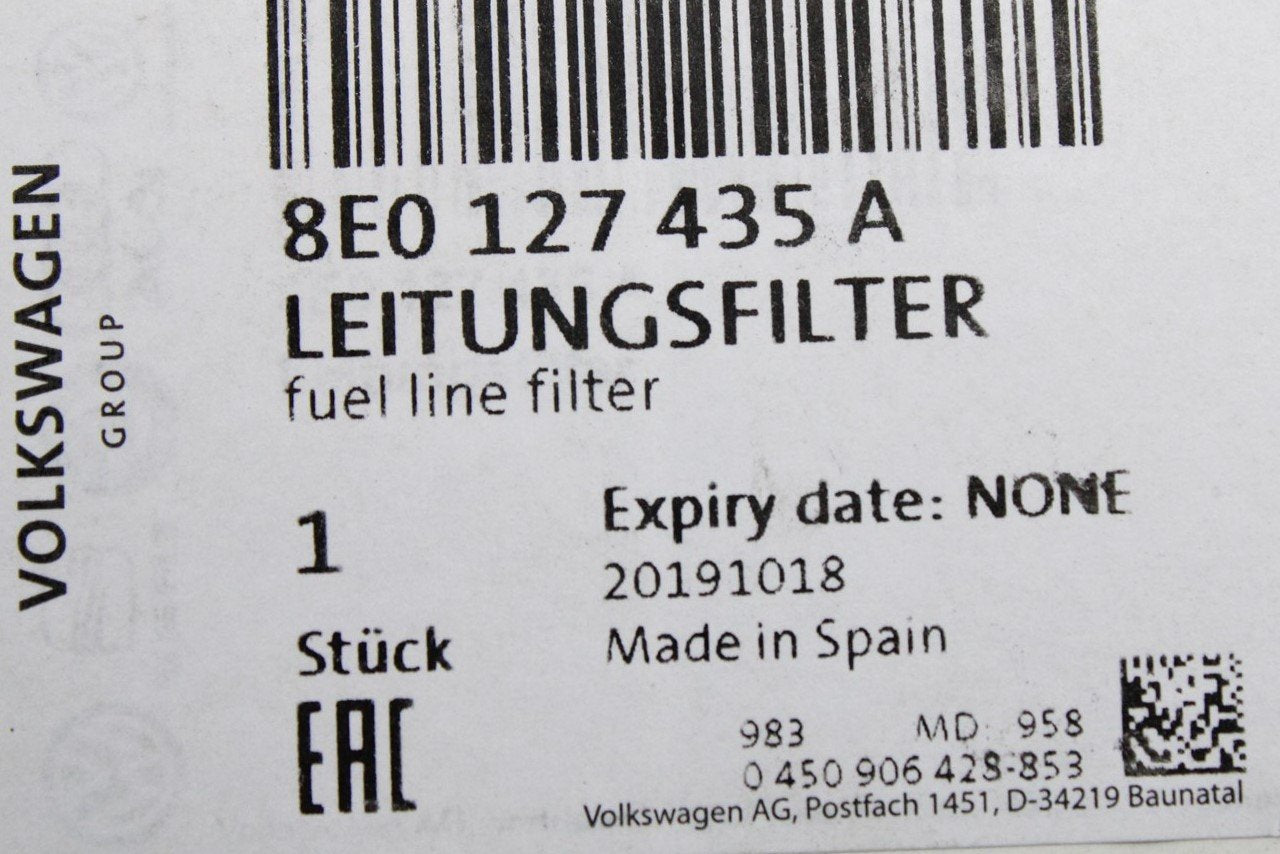 VOLKSWAGEN
GROUP
8E0 127 435 A
LEITUNGSFILTER
fuel line filter
1
Stück
Expiry date: NONE
20191018
Made in Spain
EAC
983 MD 958
0 450 906 428-853
Volkswagen AG, Postfach 1451, D-34219 Baunatal